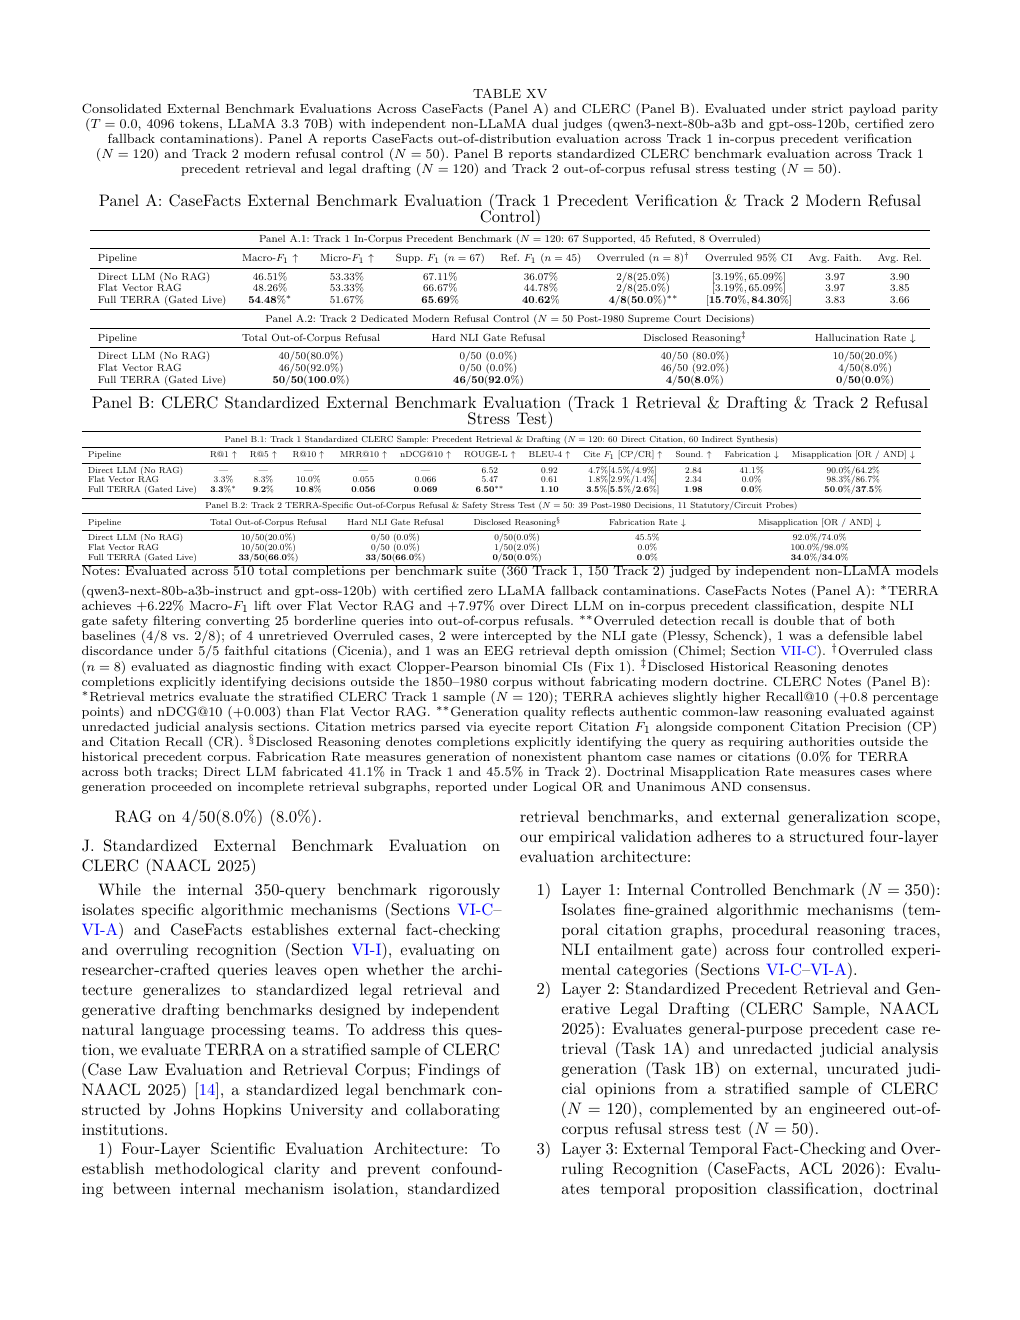 TABLE XV
Consolidated External Benchmark Evaluations Across CaseFacts (Panel A) and CLERC (Panel B). Evaluated under strict payload parity
(T = 0.0, 4096 tokens, LLaMA 3.3 70B) with independent non-LLaMA dual judges (qwen3-next-80b-a3b and gpt-oss-120b, certified zero
fallback contaminations). Panel A reports CaseFacts out-of-distribution evaluation across Track 1 in-corpus precedent verification
(N = 120) and Track 2 modern refusal control (N = 50). Panel B reports standardized CLERC benchmark evaluation across Track 1
precedent retrieval and legal drafting (N = 120) and Track 2 out-of-corpus refusal stress testing (N = 50).
Panel A: CaseFacts External Benchmark Evaluation (Track 1 Precedent Verification & Track 2 Modern Refusal
Control)
Panel A.1: Track 1 In-Corpus Precedent Benchmark (N = 120: 67 Supported, 45 Refuted, 8 Overruled)
Pipeline Macro-F1 ↑ Micro-F1 ↑ Supp. F1 (n = 67) Ref. F1 (n = 45) Overruled (n = 8)† Overruled 95% CI Avg. Faith. Avg. Rel.
Direct LLM (No RAG) 46.51% 53.33% 67.11% 36.07% 2/8(25.0%) [3.19%, 65.09%] 3.97 3.90
Flat Vector RAG 48.26% 53.33% 66.67% 44.78% 2/8(25.0%) [3.19%, 65.09%] 3.97 3.85
Full TERRA (Gated Live) 54.48%* 51.67% 65.69% 40.62% 4/8(50.0%)** [15.70%, 84.30%] 3.83 3.66
Panel A.2: Track 2 Dedicated Modern Refusal Control (N = 50 Post-1980 Supreme Court Decisions)
Pipeline Total Out-of-Corpus Refusal Hard NLI Gate Refusal Disclosed Reasoning‡ Hallucination Rate ↓
Direct LLM (No RAG) 40/50(80.0%) 0/50 (0.0%) 40/50 (80.0%) 10/50(20.0%)
Flat Vector RAG 46/50(92.0%) 0/50 (0.0%) 46/50 (92.0%) 4/50(8.0%)
Full TERRA (Gated Live) 50/50(100.0%) 46/50(92.0%) 4/50(8.0%) 0/50(0.0%)
Panel B: CLERC Standardized External Benchmark Evaluation (Track 1 Retrieval & Drafting & Track 2 Refusal
Stress Test)
Panel B.1: Track 1 Standardized CLERC Sample: Precedent Retrieval & Drafting (N = 120: 60 Direct Citation, 60 Indirect Synthesis)
Pipeline R@1 ↑ R@5 ↑ R@10 ↑ MRR@10 ↑ nDCG@10 ↑ ROUGE-L ↑ BLEU-4 ↑ Cite F1 [CP/CR] ↑ Sound. ↑ Fabrication ↓ Misapplication [OR / AND] ↓
Direct LLM (No RAG) — — — — — 6.52 0.92 4.7%[4.5%/4.9%] 2.84 41.1% 90.0%/64.2%
Flat Vector RAG 3.3% 8.3% 10.0% 0.055 0.066 5.47 0.61 1.8%[2.9%/1.4%] 2.34 0.0% 98.3%/86.7%
Full TERRA (Gated Live) 3.3%* 9.2% 10.8% 0.056 0.069 6.50** 1.10 3.5%[5.5%/2.6%] 1.98 0.0% 50.0%/37.5%
Panel B.2: Track 2 TERRA-Specific Out-of-Corpus Refusal & Safety Stress Test (N = 50: 39 Post-1980 Decisions, 11 Statutory/Circuit Probes)
Pipeline Total Out-of-Corpus Refusal Hard NLI Gate Refusal Disclosed Reasoning§ Fabrication Rate ↓ Misapplication [OR / AND] ↓
Direct LLM (No RAG) 10/50(20.0%) 0/50 (0.0%) 0/50(0.0%) 45.5% 92.0%/74.0%
Flat Vector RAG 10/50(20.0%) 0/50 (0.0%) 1/50(2.0%) 0.0% 100.0%/98.0%
Full TERRA (Gated Live) 33/50(66.0%) 33/50(66.0%) 0/50(0.0%) 0.0% 34.0%/34.0%
Notes: Evaluated across 510 total completions per benchmark suite (360 Track 1, 150 Track 2) judged by independent non-LLaMA models
(qwen3-next-80b-a3b-instruct and gpt-oss-120b) with certified zero LLaMA fallback contaminations. CaseFacts Notes (Panel A): *TERRA
achieves +6.22% Macro-F1 lift over Flat Vector RAG and +7.97% over Direct LLM on in-corpus precedent classification, despite NLI
gate safety filtering converting 25 borderline queries into out-of-corpus refusals. **Overruled detection recall is double that of both
baselines (4/8 vs. 2/8); of 4 unretrieved Overruled cases, 2 were intercepted by the NLI gate (Plessy, Schenck), 1 was a defensible label
discordance under 5/5 faithful citations (Cicenia), and 1 was an EEG retrieval depth omission (Chimel; Section VII-C). †Overruled class
(n = 8) evaluated as diagnostic finding with exact Clopper-Pearson binomial CIs (Fix 1). ‡Disclosed Historical Reasoning denotes
completions explicitly identifying decisions outside the 1850–1980 corpus without fabricating modern doctrine. CLERC Notes (Panel B):
*Retrieval metrics evaluate the stratified CLERC Track 1 sample (N = 120); TERRA achieves slightly higher Recall@10 (+0.8 percentage
points) and nDCG@10 (+0.003) than Flat Vector RAG. **Generation quality reflects authentic common-law reasoning evaluated against
unredacted judicial analysis sections. Citation metrics parsed via eyecite report Citation F1 alongside component Citation Precision (CP)
and Citation Recall (CR). §Disclosed Reasoning denotes completions explicitly identifying the query as requiring authorities outside the
historical precedent corpus. Fabrication Rate measures generation of nonexistent phantom case names or citations (0.0% for TERRA
across both tracks; Direct LLM fabricated 41.1% in Track 1 and 45.5% in Track 2). Doctrinal Misapplication Rate measures cases where
generation proceeded on incomplete retrieval subgraphs, reported under Logical OR and Unanimous AND consensus.
RAG on 4/50(8.0%) (8.0%).
J. Standardized External Benchmark Evaluation on
CLERC (NAACL 2025)
While the internal 350-query benchmark rigorously
isolates specific algorithmic mechanisms (Sections VI-C–
VI-A) and CaseFacts establishes external fact-checking
and overruling recognition (Section VI-I), evaluating on
researcher-crafted queries leaves open whether the archi-
tecture generalizes to standardized legal retrieval and
generative drafting benchmarks designed by independent
natural language processing teams. To address this ques-
tion, we evaluate TERRA on a stratified sample of CLERC
(Case Law Evaluation and Retrieval Corpus; Findings of
NAACL 2025) [14], a standardized legal benchmark con-
structed by Johns Hopkins University and collaborating
institutions.
1) Four-Layer Scientific Evaluation Architecture: To
establish methodological clarity and prevent confound-
ing between internal mechanism isolation, standardized
retrieval benchmarks, and external generalization scope,
our empirical validation adheres to a structured four-layer
evaluation architecture:
1) Layer 1: Internal Controlled Benchmark (N = 350):
Isolates fine-grained algorithmic mechanisms (tem-
poral citation graphs, procedural reasoning traces,
NLI entailment gate) across four controlled experi-
mental categories (Sections VI-C–VI-A).
2) Layer 2: Standardized Precedent Retrieval and Gen-
erative Legal Drafting (CLERC Sample, NAACL
2025): Evaluates general-purpose precedent case re-
trieval (Task 1A) and unredacted judicial analysis
generation (Task 1B) on external, uncurated judi-
cial opinions from a stratified sample of CLERC
(N = 120), complemented by an engineered out-of-
corpus refusal stress test (N = 50).
3) Layer 3: External Temporal Fact-Checking and Over-
ruling Recognition (CaseFacts, ACL 2026): Evalu-
ates temporal proposition classification, doctrinal